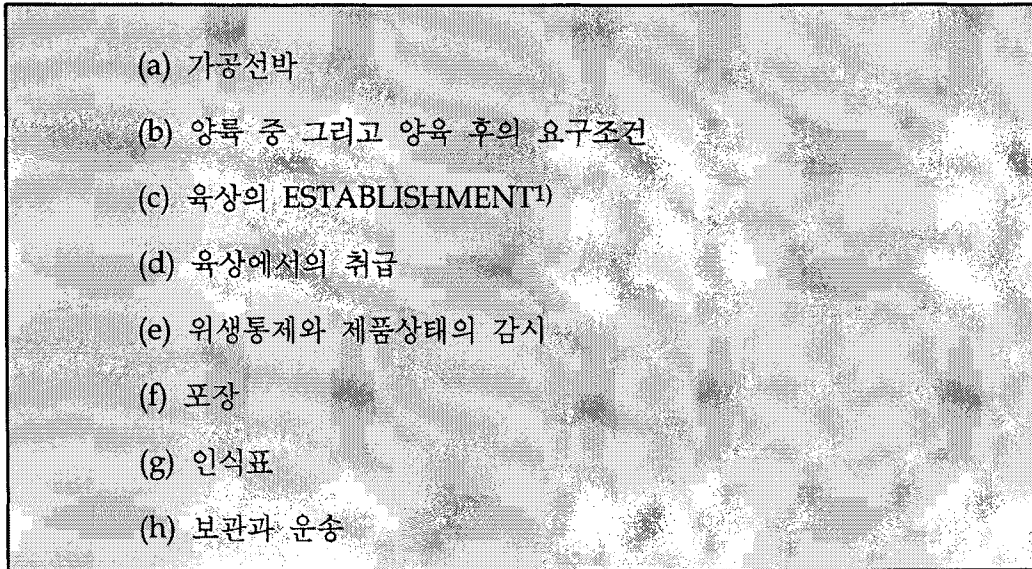 (a) 가공선박
(b) 양륙 중 그리고 양육 후의 요구조건
(c) 육상의 ESTABLISHMENT1)
(d) 육상에서의 취급
(e) 위생통제와 제품상태의 감시
(f) 포장
(g) 인식표
(h) 보관과 운송